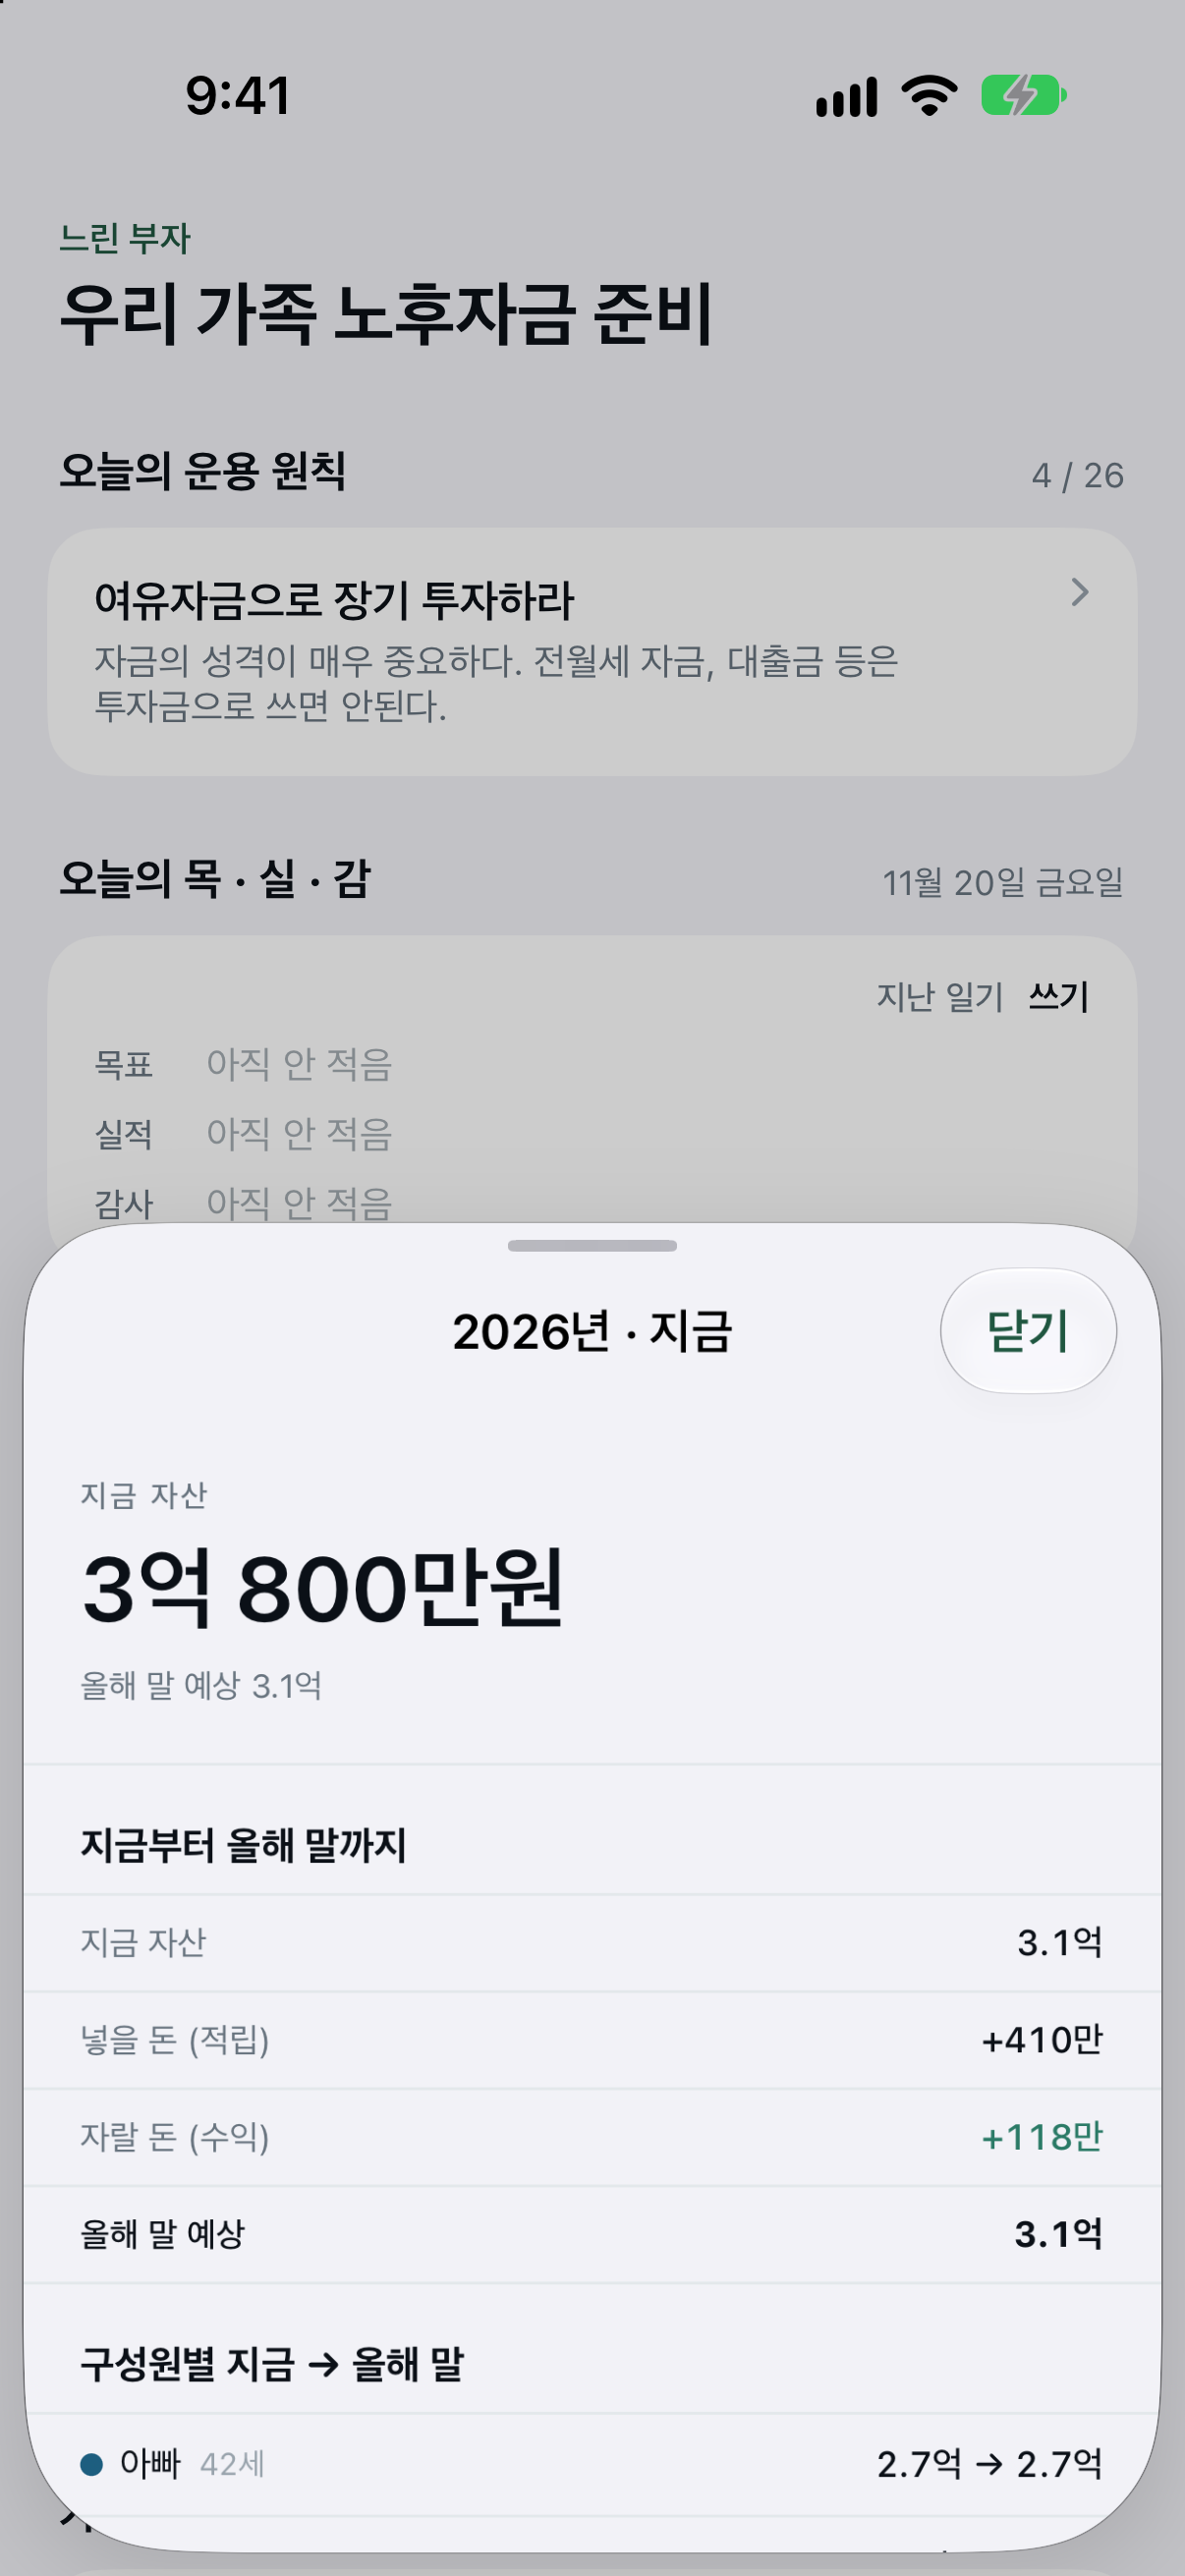 9:41
느린 부자
우리 가족 노후자금 준비
오늘의 운용 원칙
4 / 26
여유자금으로 장기 투자하라
자금의 성격이 매우 중요하다. 전월세 자금, 대출금 등은
투자금으로 쓰면 안된다.
오늘의 목 · 실 · 감
11월 20일 금요일
지난 일기 쓰기
목표 아직 안 적음
실적 아직 안 적음
감사 아직 안 적음
2026년 · 지금
닫기
지금 자산
3억 800만원
올해 말 예상 3.1억
지금부터 올해 말까지
지금 자산 3.1억
넣을 돈 (적립) +410만
자랄 돈 (수익) +118만
올해 말 예상 3.1억
구성원별 지금 → 올해 말
아빠 42세 2.7억 → 2.7억